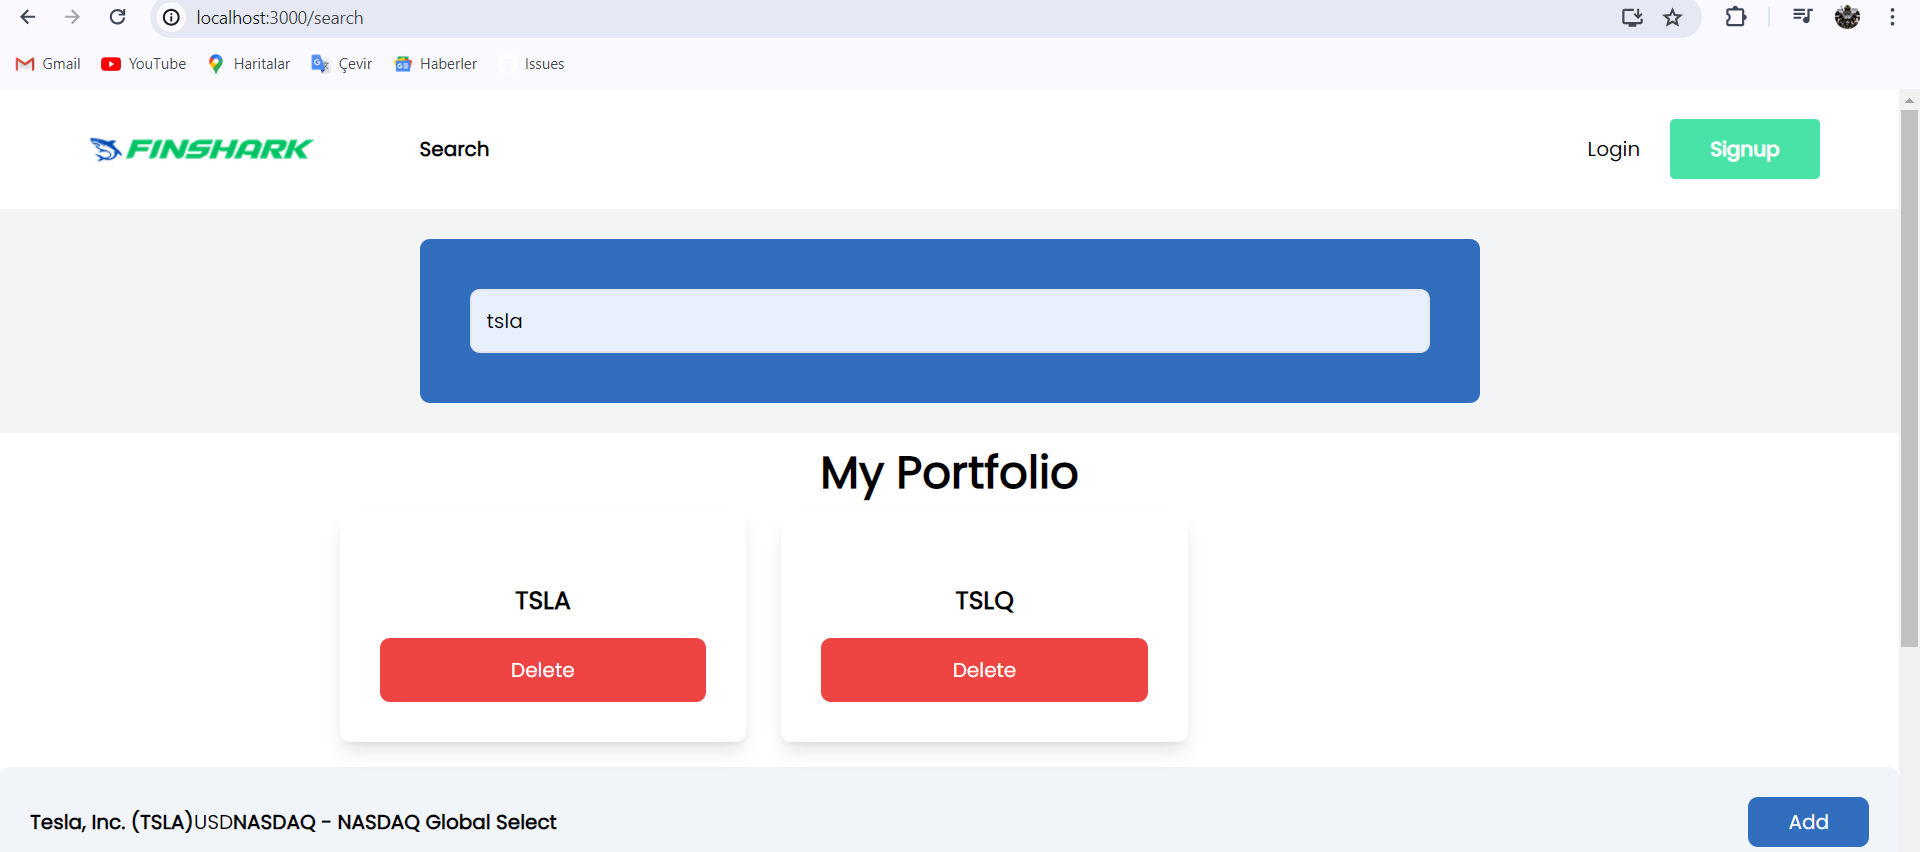 localhost:3000/search
Gmail YouTube Haritalar Çevir Haberler Issues
FINSHARK Search Login Signup
tsla
My Portfolio
TSLA TSLQ
Delete Delete
Tesla, Inc. (TSLA)USDNASDAQ - NASDAQ Global Select Add